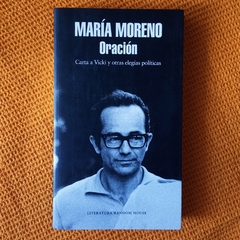 MARÍA MORENO
Oración
Carta a Vicki y otras elegías políticas
LITERATURA RANDOM HOUSE